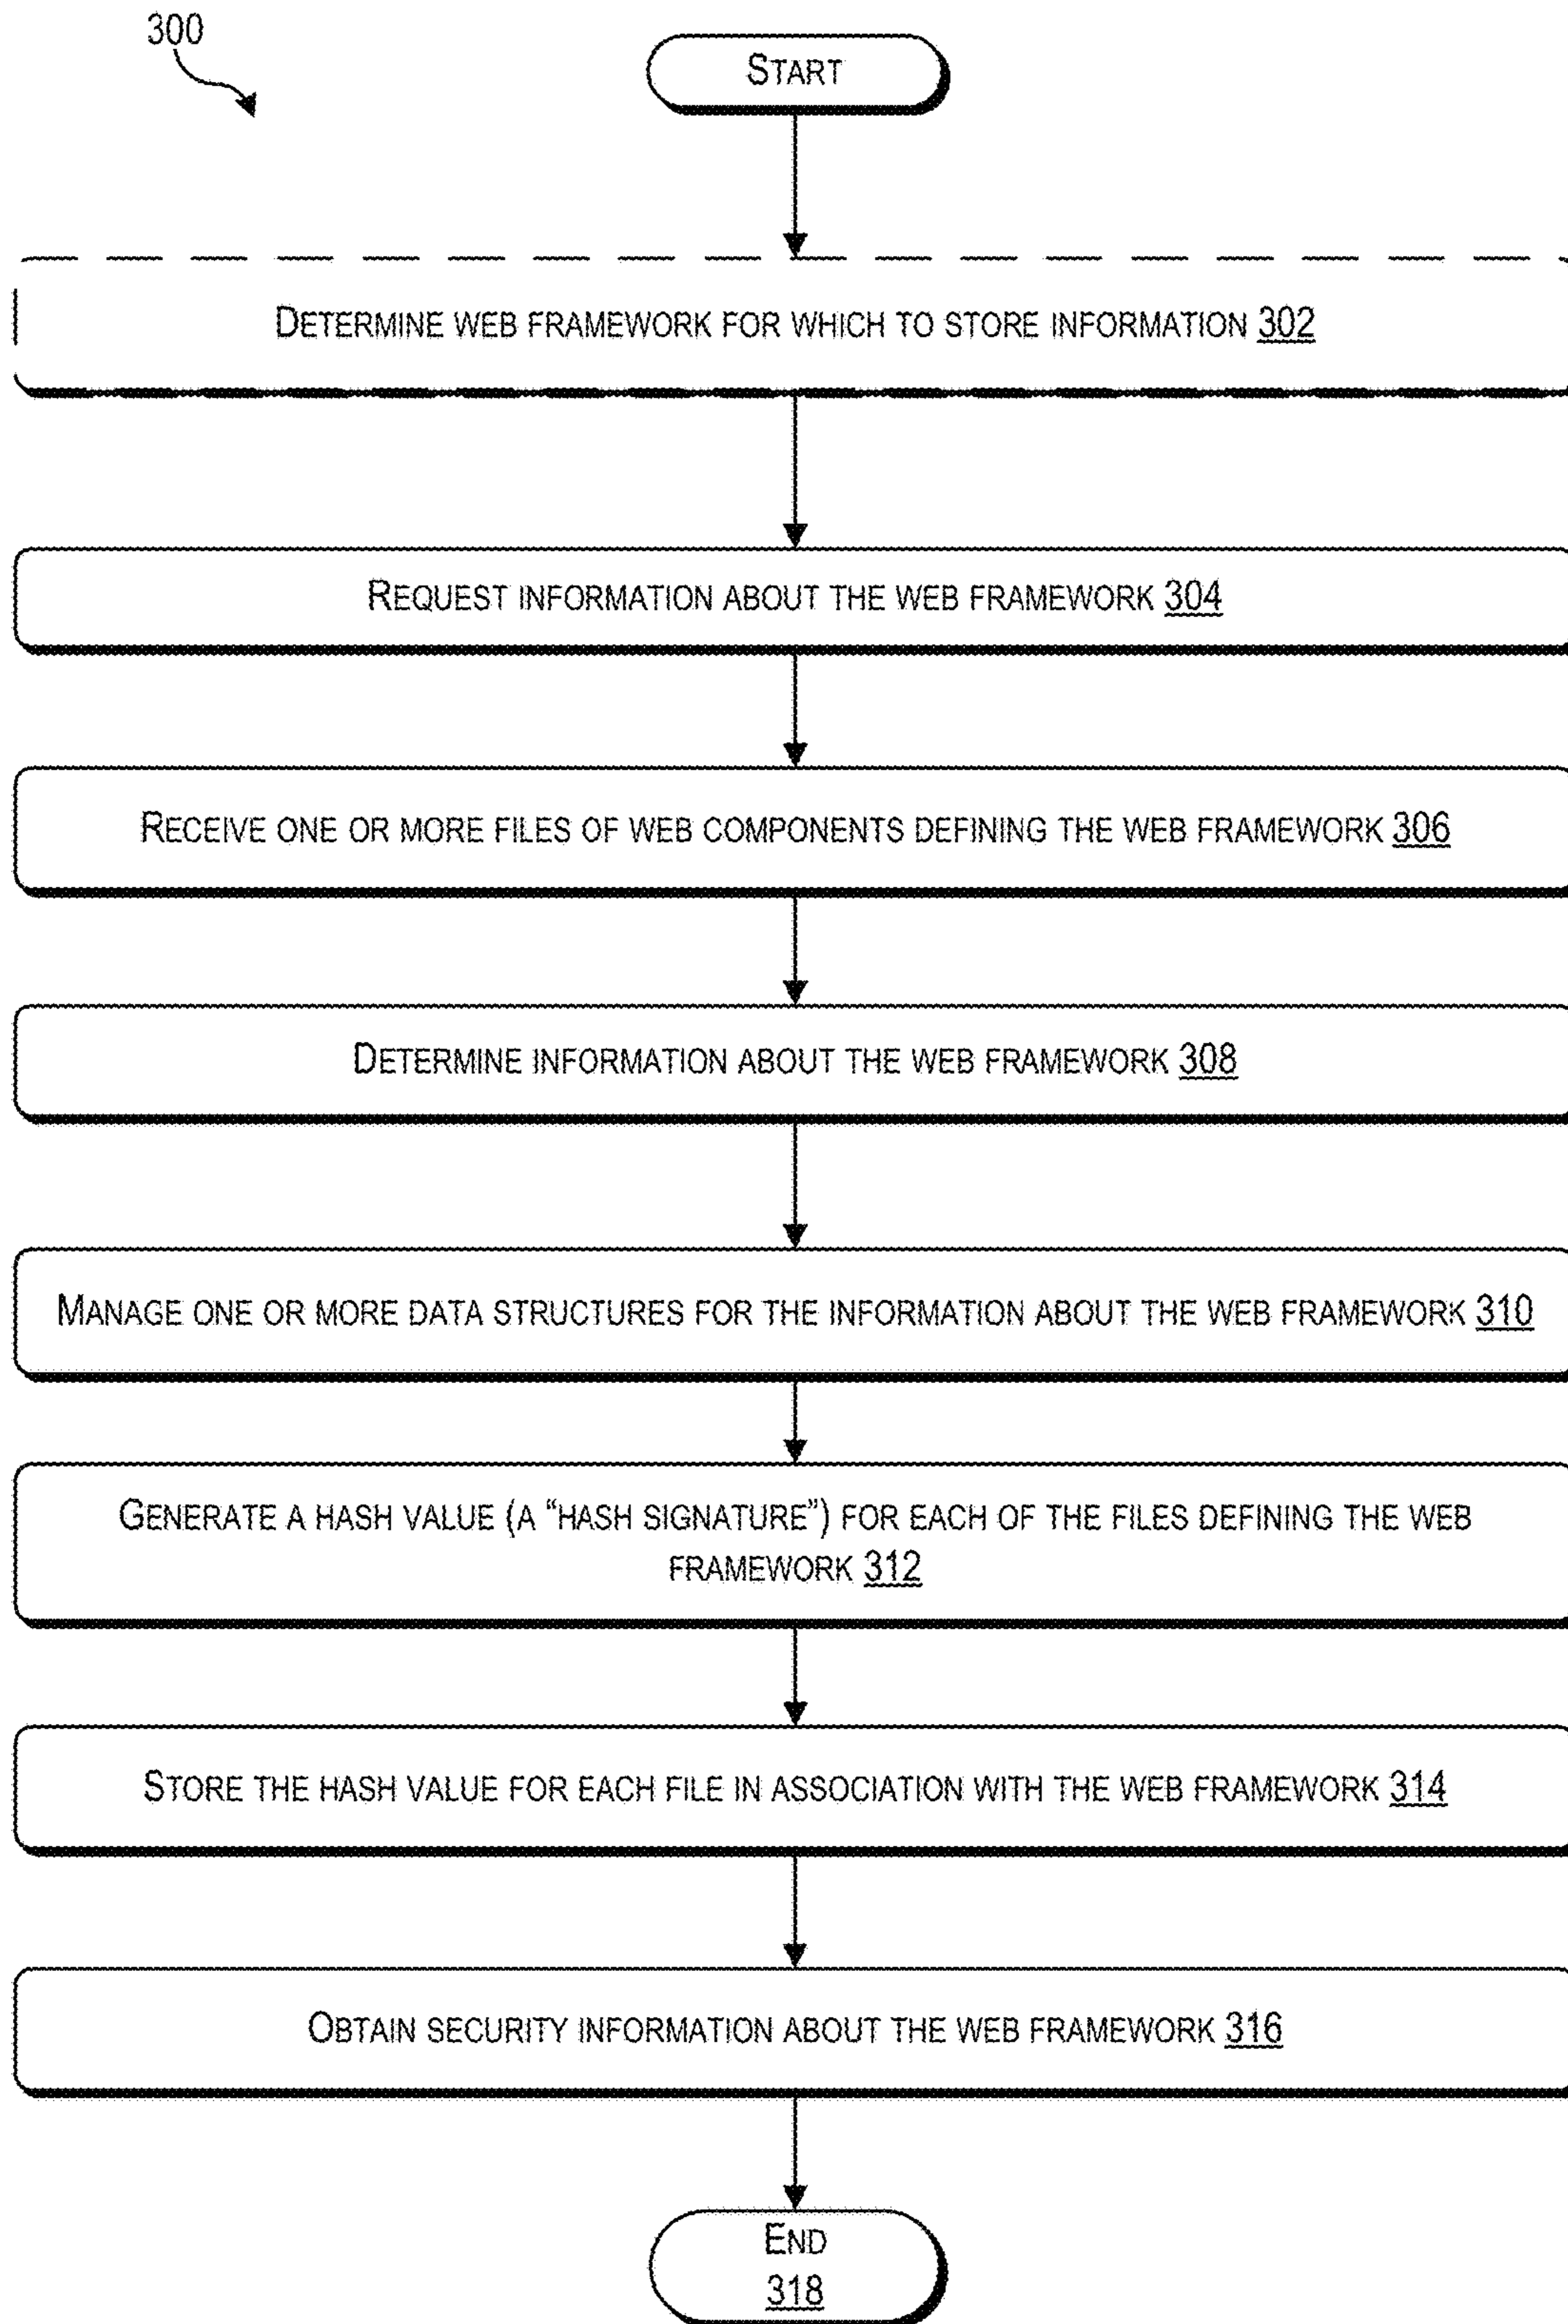 300
START
DETERMINE WEB FRAMEWORK FOR WHICH TO STORE INFORMATION 302
REQUEST INFORMATION ABOUT THE WEB FRAMEWORK 304
RECEIVE ONE OR MORE FILES OF WEB COMPONENTS DEFINING THE WEB FRAMEWORK 306
DETERMINE INFORMATION ABOUT THE WEB FRAMEWORK 308
MANAGE ONE OR MORE DATA STRUCTURES FOR THE INFORMATION ABOUT THE WEB FRAMEWORK 310
GENERATE A HASH VALUE (A “HASH SIGNATURE”) FOR EACH OF THE FILES DEFINING THE WEB
FRAMEWORK 312
STORE THE HASH VALUE FOR EACH FILE IN ASSOCIATION WITH THE WEB FRAMEWORK 314
OBTAIN SECURITY INFORMATION ABOUT THE WEB FRAMEWORK 316
END
318